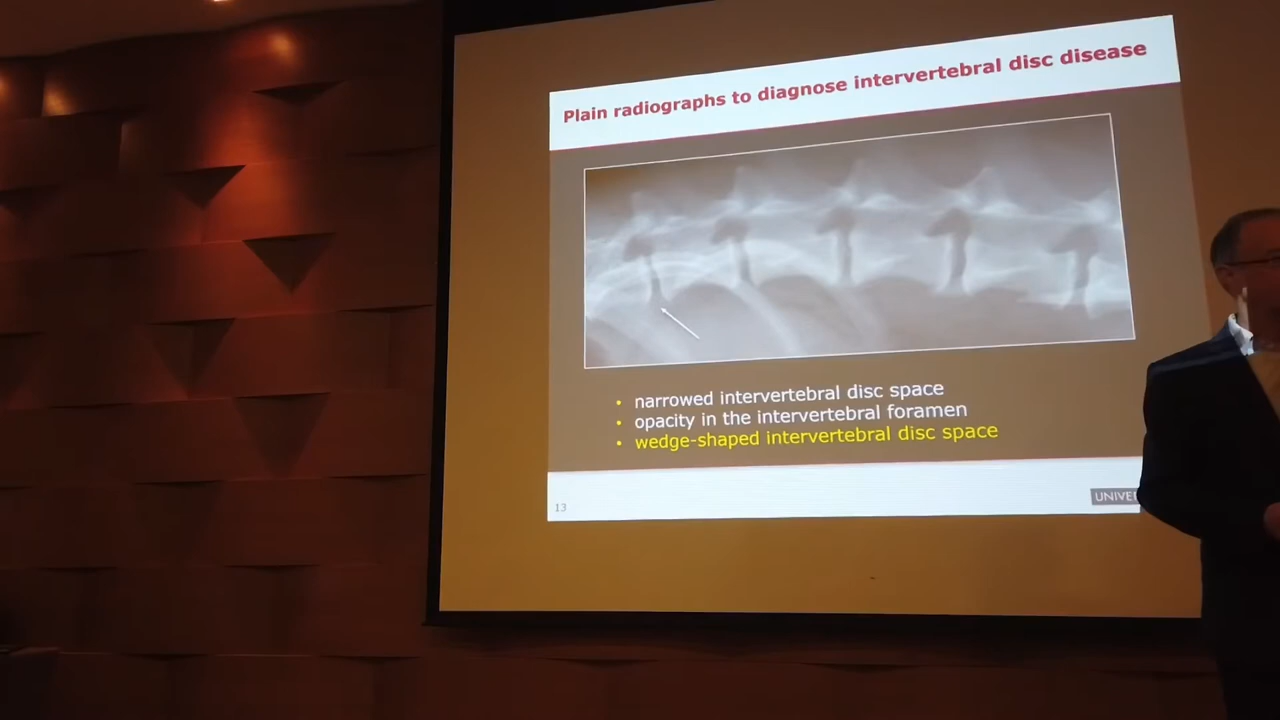 Plain radiographs to diagnose intervertebral disc disease
• narrowed intervertebral disc space
• opacity in the intervertebral foramen
• wedge-shaped intervertebral disc space
13